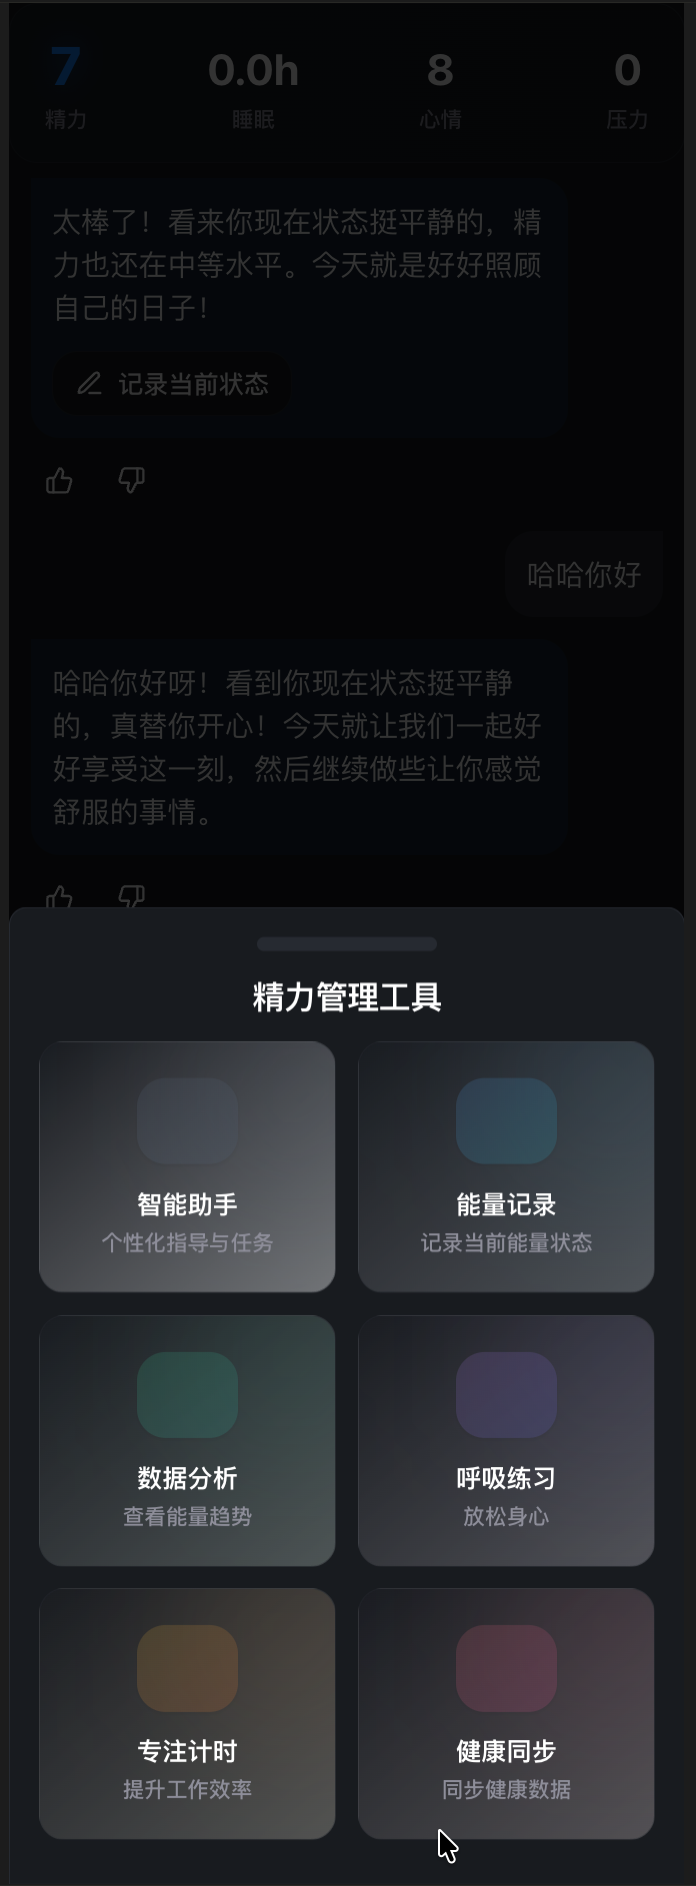 7 0.0h 8 0
精力 睡眠 心情 压力
太棒了！看来你现在状态挺平静的，精
力也还在中等水平。今天就是好好照顾
自己的日子！
记录当前状态
哈哈你好
哈哈你好呀！看到你现在状态挺平静
的，真替你开心！今天就让我们一起好
好享受这一刻，然后继续做些让你感觉
舒服的事情。
精力管理工具
智能助手
个性化指导与任务
能量记录
记录当前能量状态
数据分析
查看能量趋势
呼吸练习
放松身心
专注计时
提升工作效率
健康同步
同步健康数据